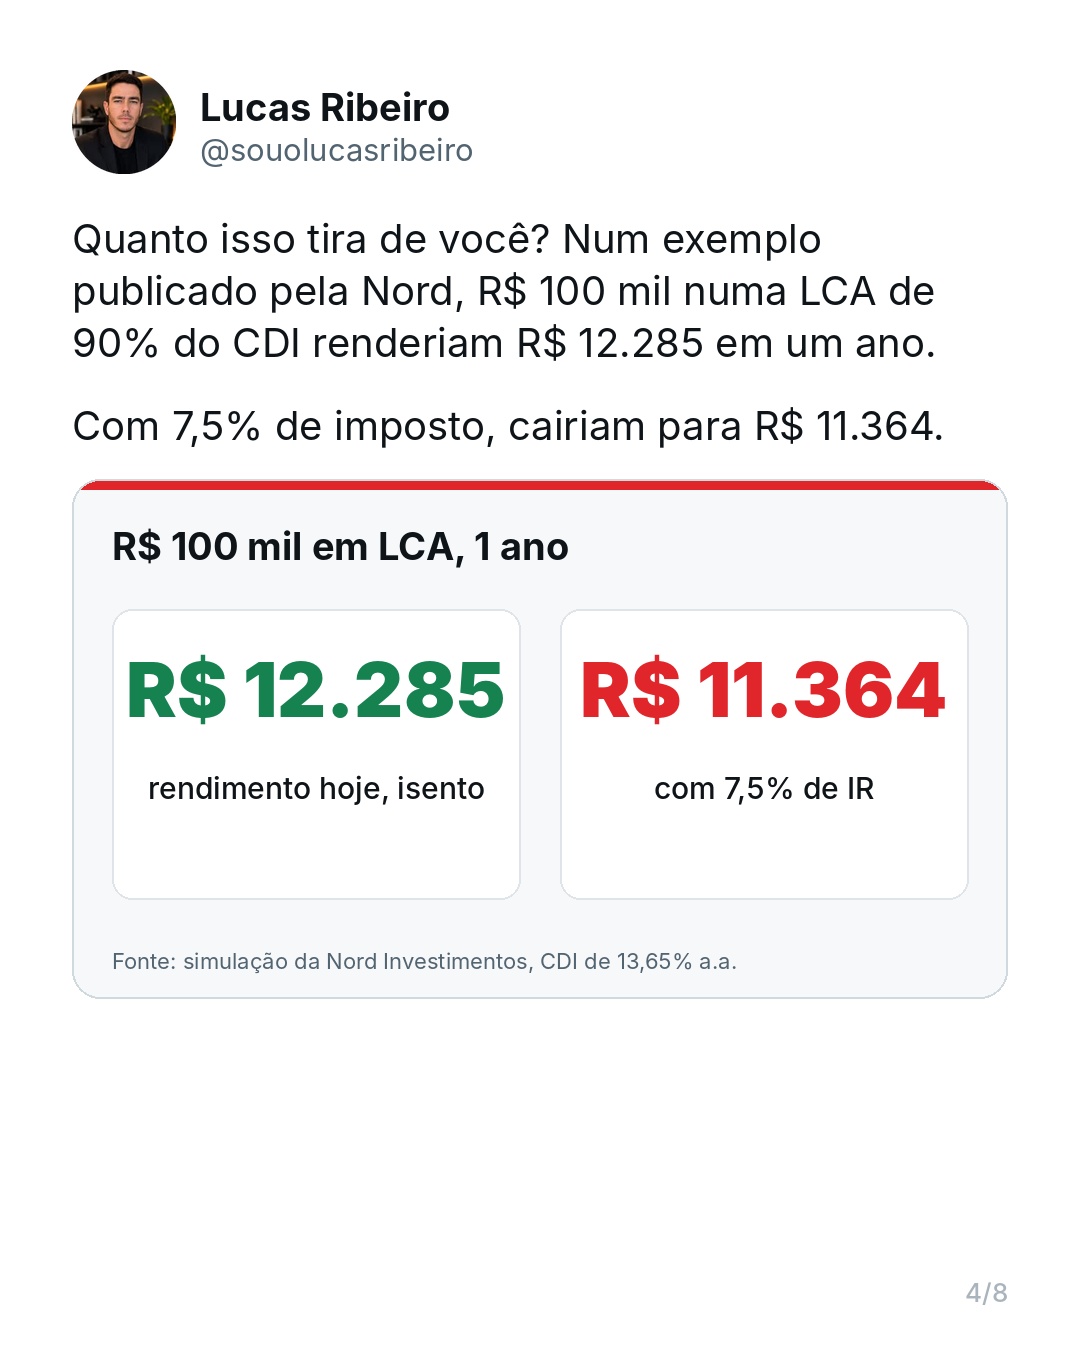 Lucas Ribeiro
@souolucasribeiro
Quanto isso tira de você? Num exemplo
publicado pela Nord, R$ 100 mil numa LCA de
90% do CDI renderiam R$ 12.285 em um ano.
Com 7,5% de imposto, cairiam para R$ 11.364.
R$ 100 mil em LCA, 1 ano
R$ 12.285
rendimento hoje, isento
R$ 11.364
com 7,5% de IR
Fonte: simulação da Nord Investimentos, CDI de 13,65% a.a.
4/8